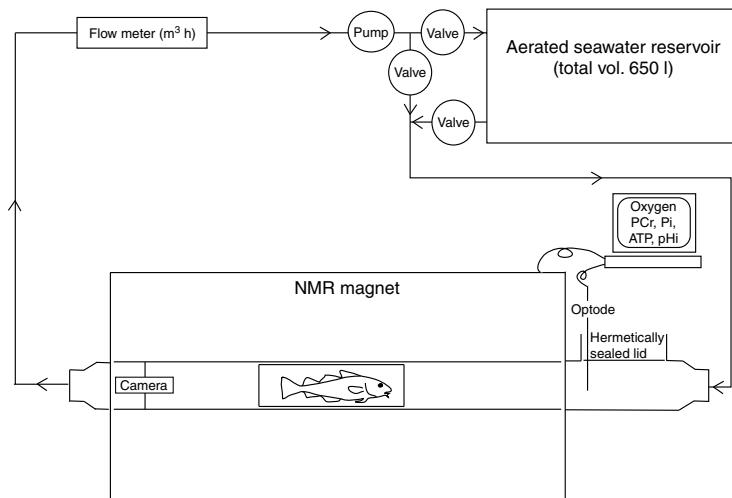 Flow meter (m³ h)
Pump
Valve
Aerated seawater reservoir
(total vol. 650 l)
Valve
Valve
Oxygen
PCr, Pi,
ATP, pHi
NMR magnet
Optode
Hermetically
sealed lid
Camera